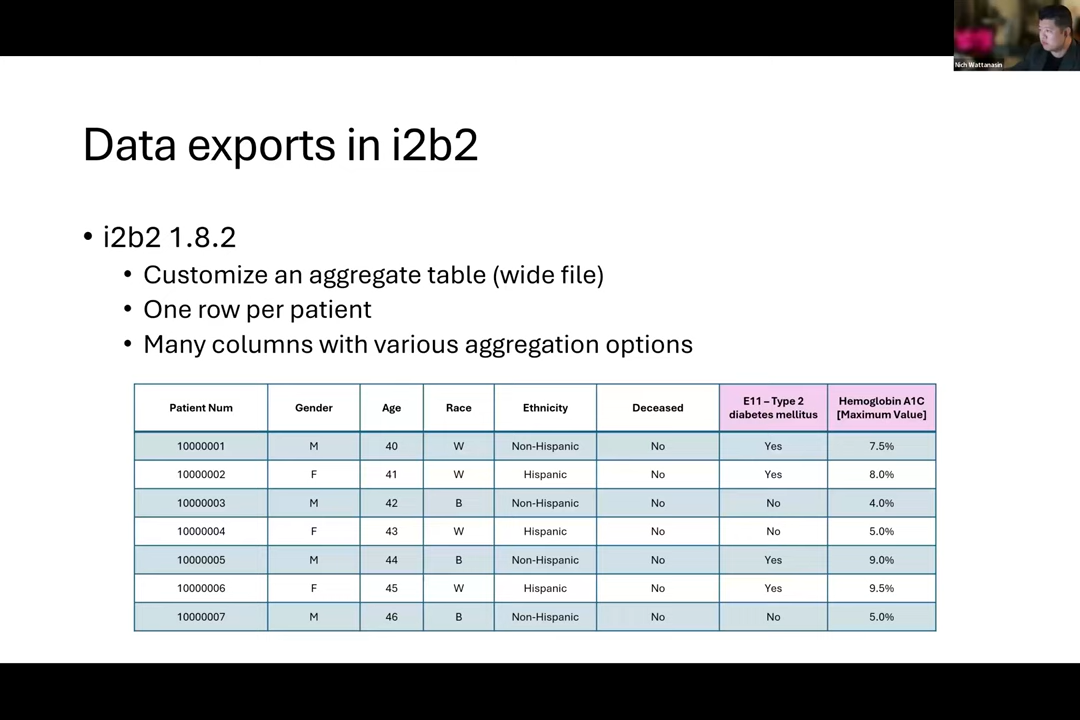 Nich Wattanasin
Data exports in i2b2
• i2b2 1.8.2
• Customize an aggregate table (wide file)
• One row per patient
• Many columns with various aggregation options
Patient Num Gender Age Race Ethnicity Deceased E11 – Type 2 diabetes mellitus Hemoglobin A1C [Maximum Value]
10000001 M 40 W Non-Hispanic No Yes 7.5%
10000002 F 41 W Hispanic No Yes 8.0%
10000003 M 42 B Non-Hispanic No No 4.0%
10000004 F 43 W Hispanic No No 5.0%
10000005 M 44 B Non-Hispanic No Yes 9.0%
10000006 F 45 W Hispanic No Yes 9.5%
10000007 M 46 B Non-Hispanic No No 5.0%